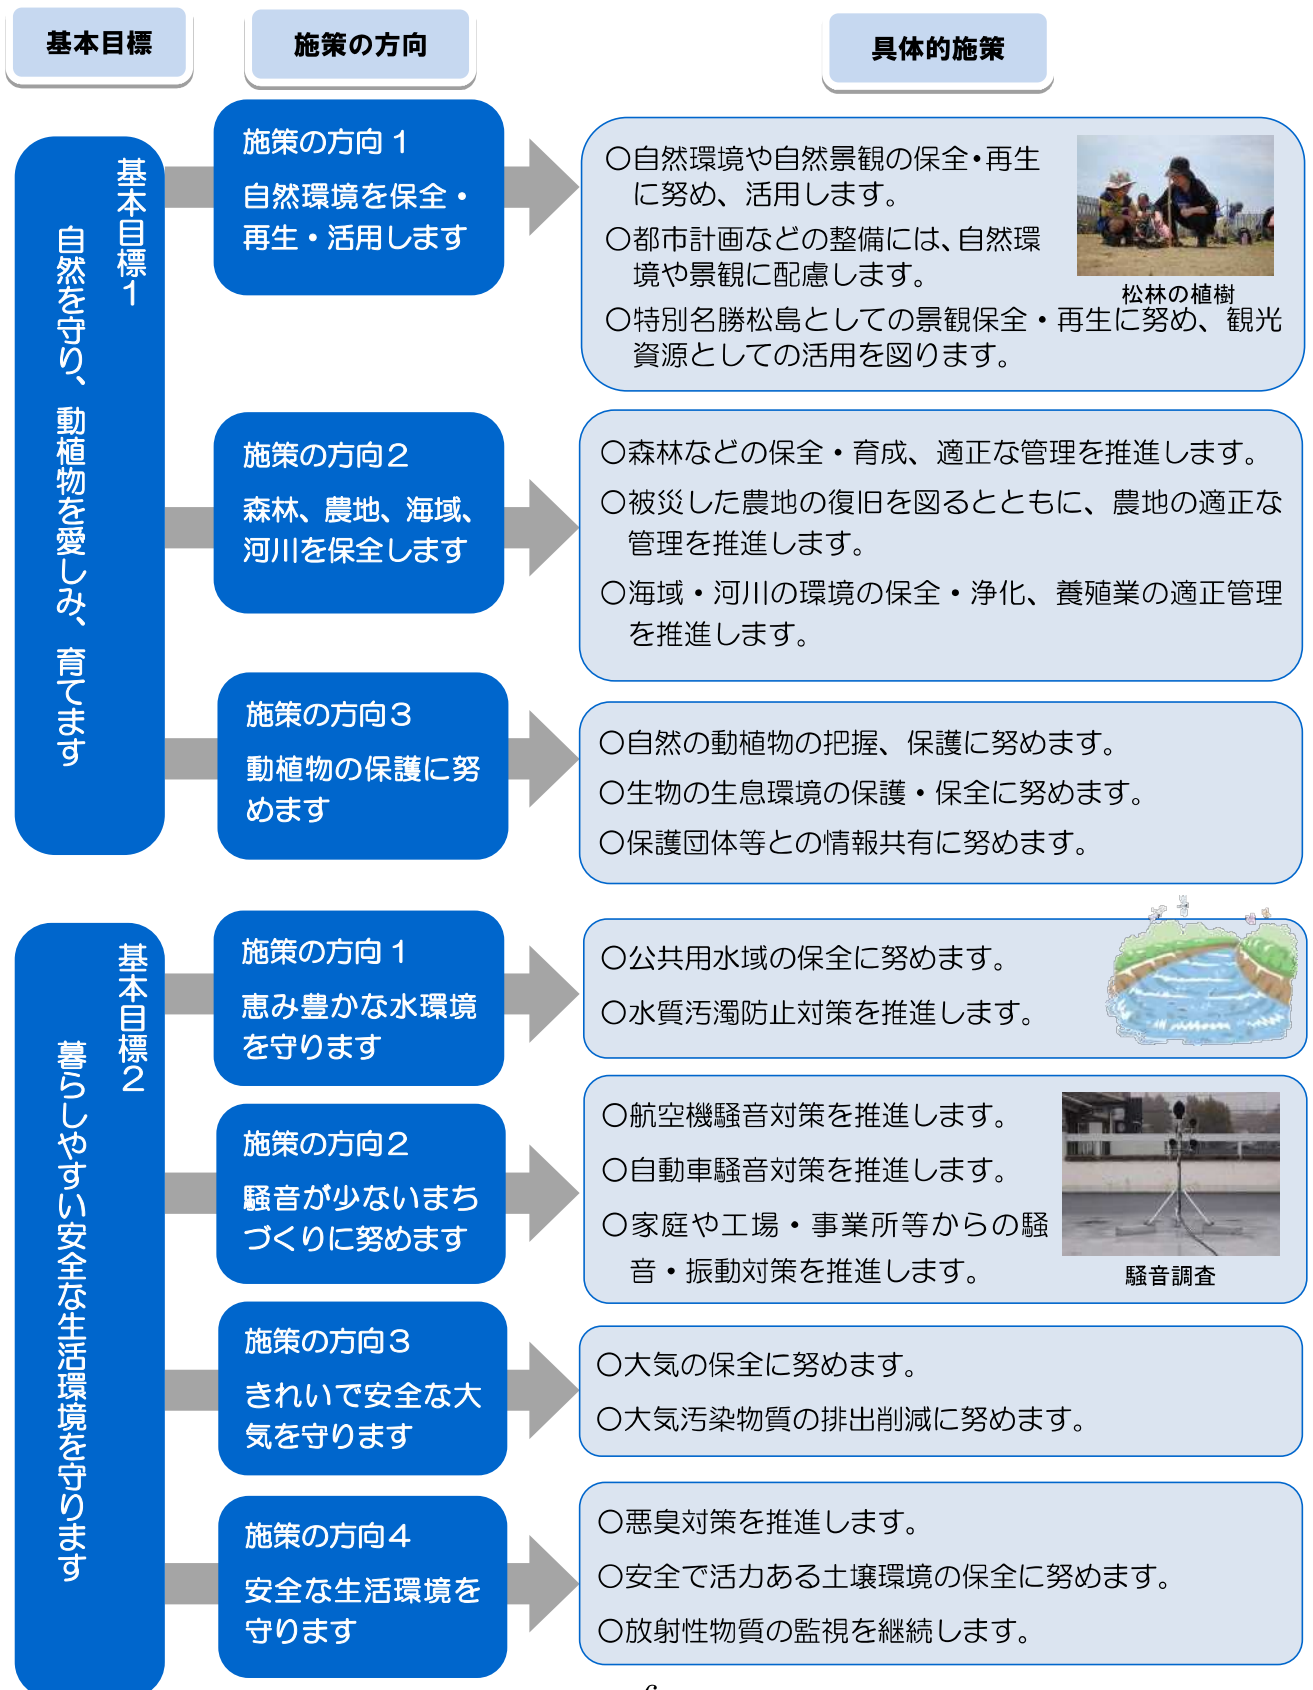 基本目標
施策の方向
具体的施策
基本目標1
自然を守り、動植物を愛しみ、育てます
施策の方向1
自然環境を保全・
再生・活用します
〇自然環境や自然景観の保全・再生
に努め、活用します。
〇都市計画などの整備には、自然環
境や景観に配慮します。
松林の植樹
〇特別名勝松島としての景観保全・再生に努め、観光
資源としての活用を図ります。
施策の方向2
森林、農地、海域、
河川を保全します
〇森林などの保全・育成、適正な管理を推進します。
〇被災した農地の復旧を図るとともに、農地の適正な
管理を推進します。
〇海域・河川の環境の保全・浄化、養殖業の適正管理
を推進します。
施策の方向3
動植物の保護に努
めます
〇自然の動植物の把握、保護に努めます。
〇生物の生息環境の保護・保全に努めます。
〇保護団体等との情報共有に努めます。
基本目標2
暮らしやすい安全な生活環境を守ります
施策の方向1
恵み豊かな水環境
を守ります
〇公共用水域の保全に努めます。
〇水質汚濁防止対策を推進します。
施策の方向2
騒音が少ないまち
づくりに努めます
〇航空機騒音対策を推進します。
〇自動車騒音対策を推進します。
〇家庭や工場・事業所等からの騒
音・振動対策を推進します。
騒音調査
施策の方向3
きれいで安全な大
気を守ります
〇大気の保全に努めます。
〇大気汚染物質の排出削減に努めます。
施策の方向4
安全な生活環境を
守ります
〇悪臭対策を推進します。
〇安全で活力ある土壌環境の保全に努めます。
〇放射性物質の監視を継続します。